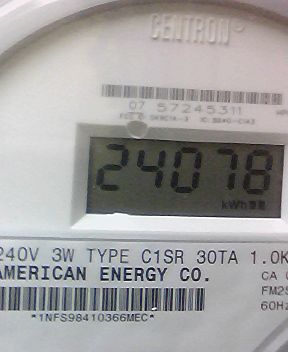 CENTRON®
07 57245311
24078
kWh
240V 3W TYPE C1SR 30TA 1.0K
AMERICAN ENERGY CO.
CA
FM2S
60Hz
*1NFS98410366MEC*